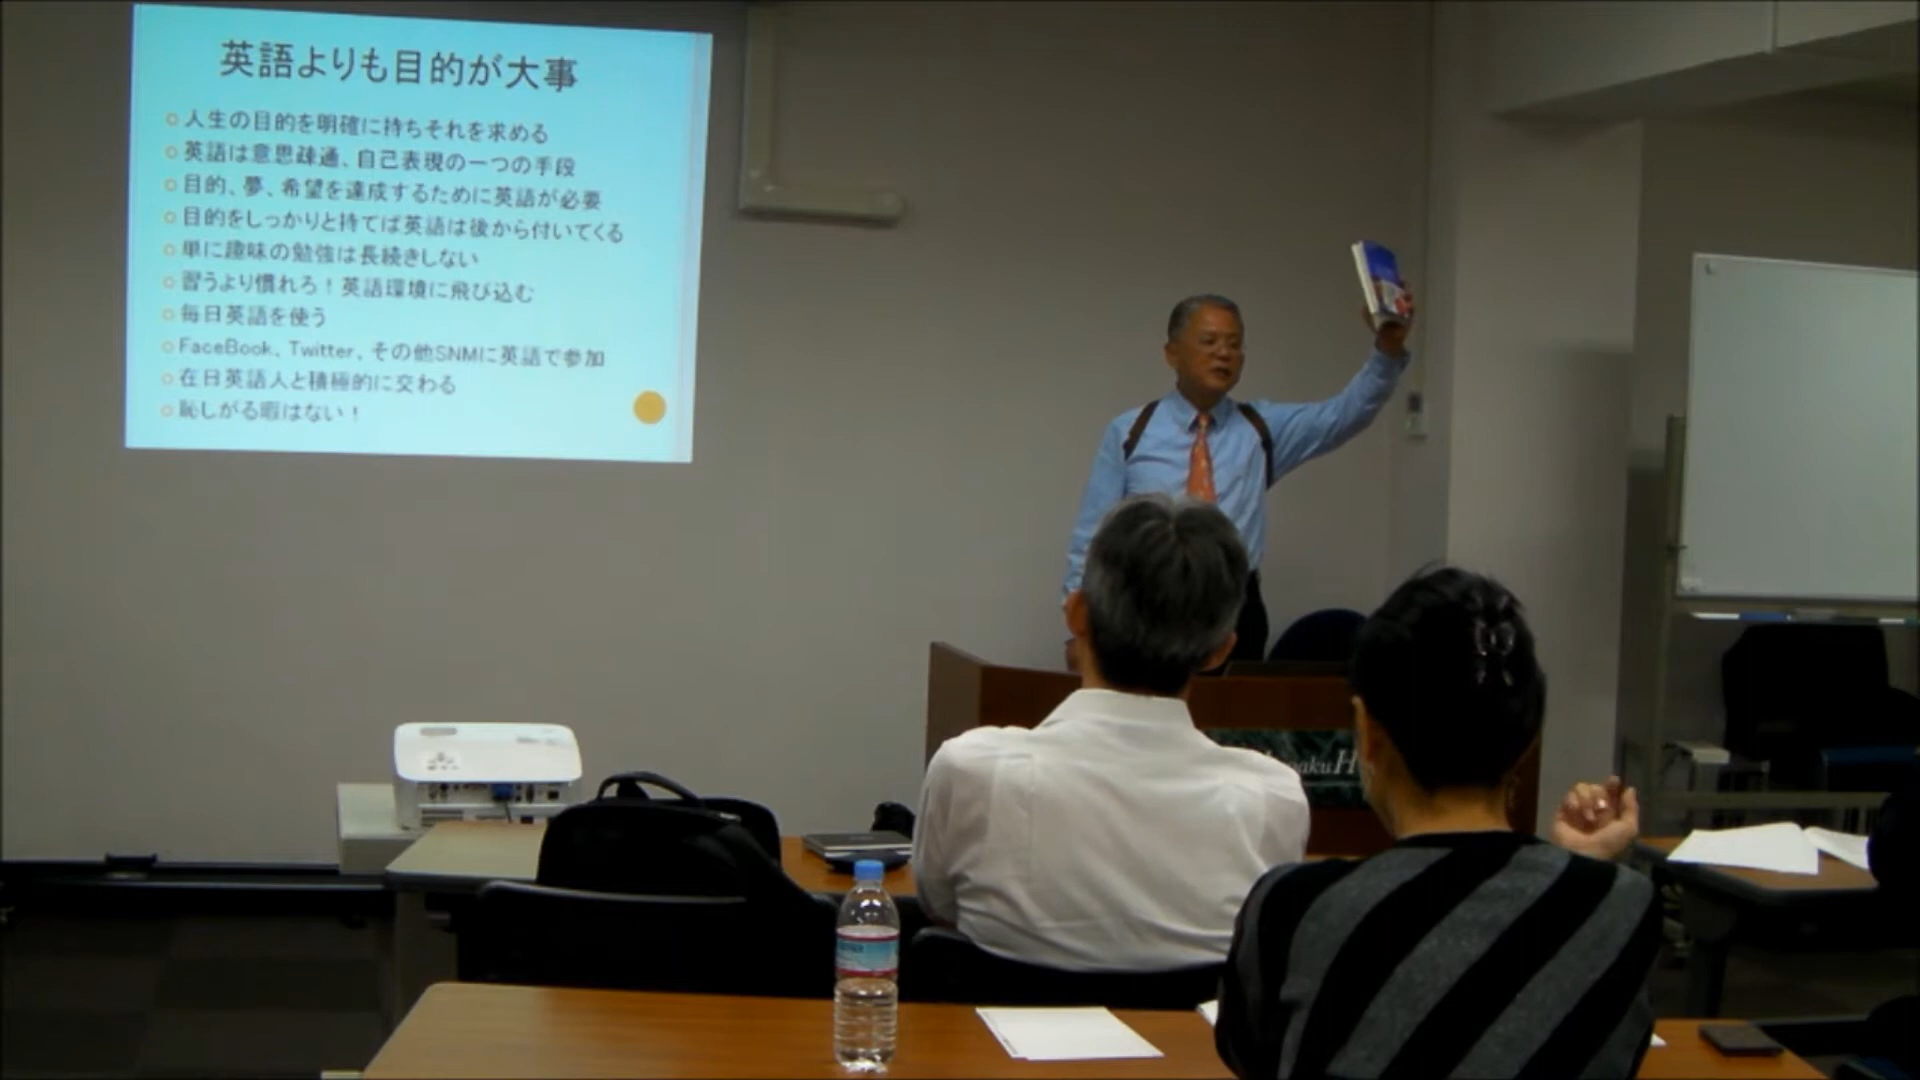 英語よりも目的が大事
人生の目的を明確に持ちそれを求める
英語は意思疎通、自己表現の一つの手段
目的、夢、希望を達成するために英語が必要
目的をしっかりと持てば英語は後から付いてくる
単に趣味の勉強は長続きしない
習うより慣れろ！英語環境に飛び込む
毎日英語を使う
FaceBook、Twitter、その他SNMに英語で参加
在日英語人と積極的に交わる
恥しがる暇はない！